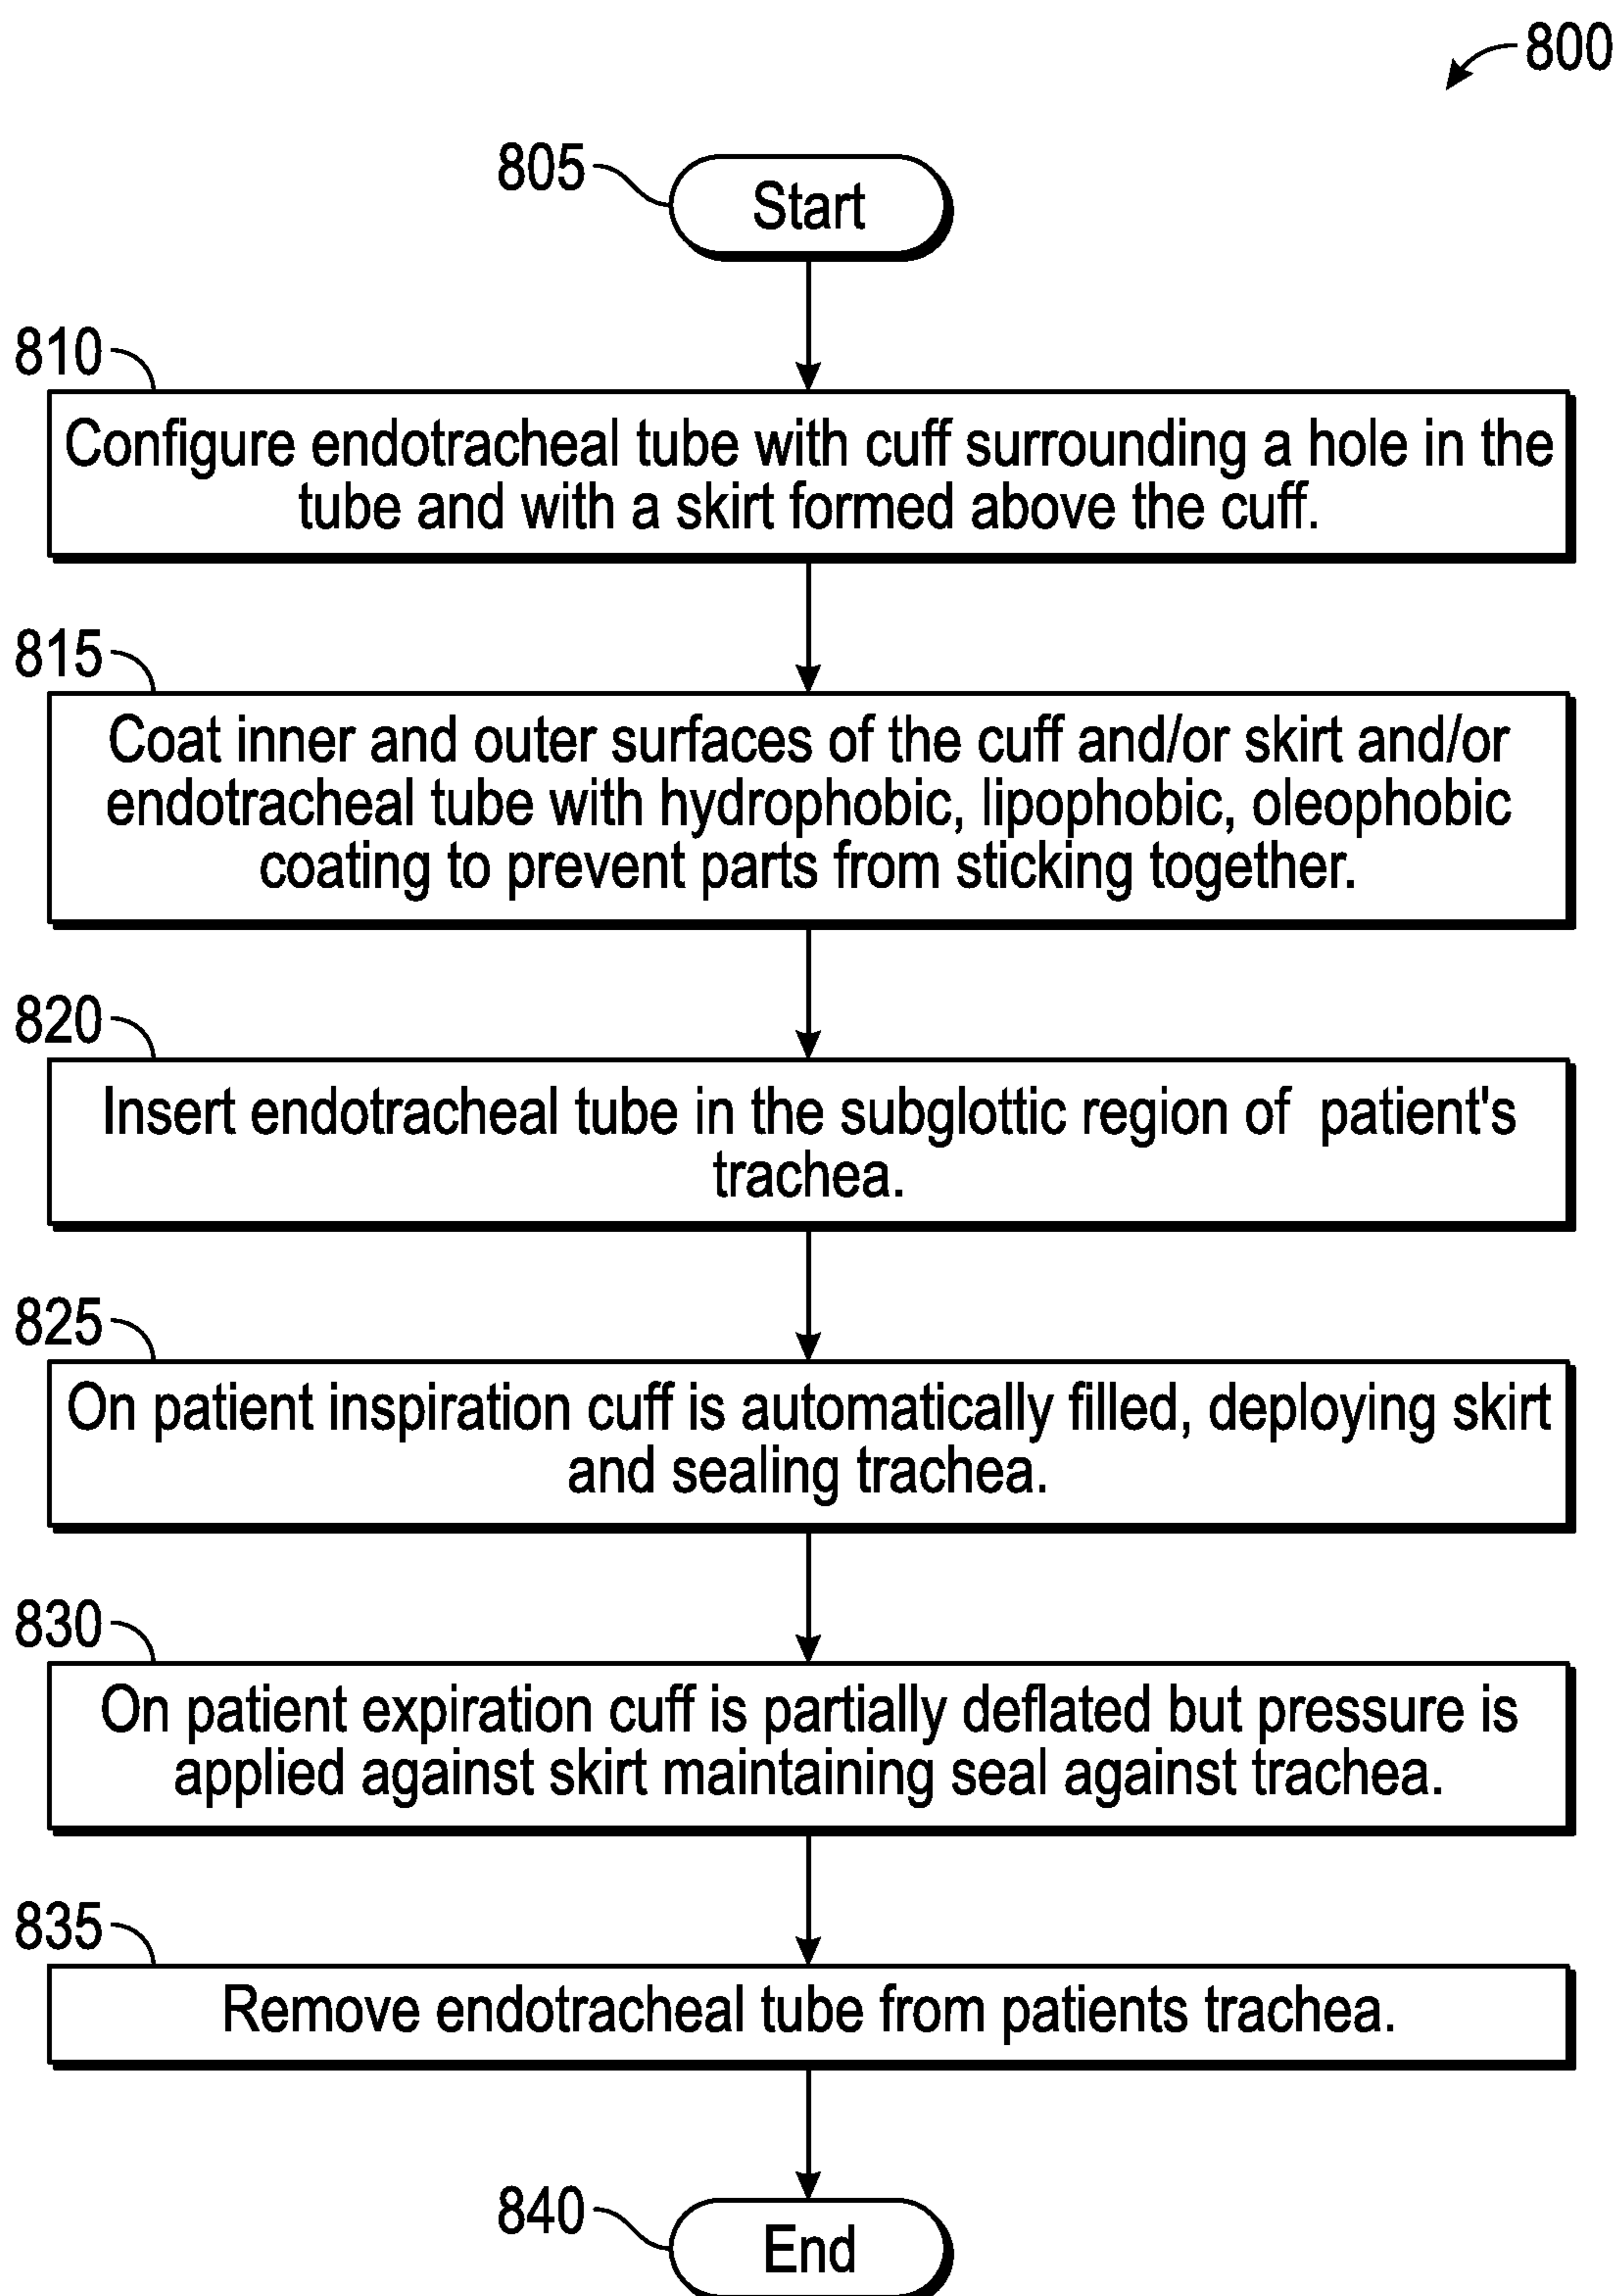 800
805
Start
810
Configure endotracheal tube with cuff surrounding a hole in the
tube and with a skirt formed above the cuff.
815
Coat inner and outer surfaces of the cuff and/or skirt and/or
endotracheal tube with hydrophobic, lipophobic, oleophobic
coating to prevent parts from sticking together.
820
Insert endotracheal tube in the subglottic region of  patient's
trachea.
825
On patient inspiration cuff is automatically filled, deploying skirt
and sealing trachea.
830
On patient expiration cuff is partially deflated but pressure is
applied against skirt maintaining seal against trachea.
835
Remove endotracheal tube from patients trachea.
840
End